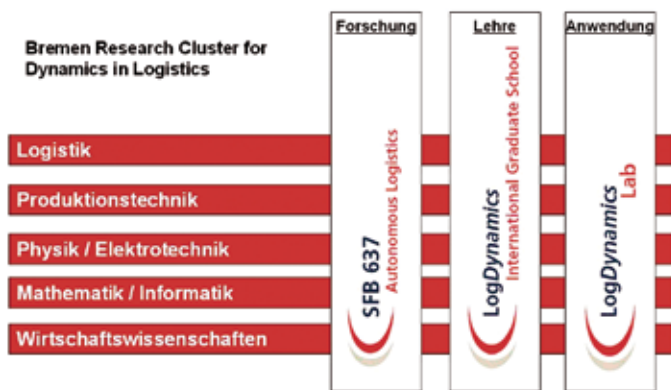 Bremen Research Cluster for
Dynamics in Logistics
Forschung
Lehre
Anwendung
Logistik
Produktionstechnik
Physik / Elektrotechnik
Mathematik / Informatik
Wirtschaftswissenschaften
SFB 637
Autonomous Logistics
LogDynamics
International Graduate School
LogDynamics
Lab